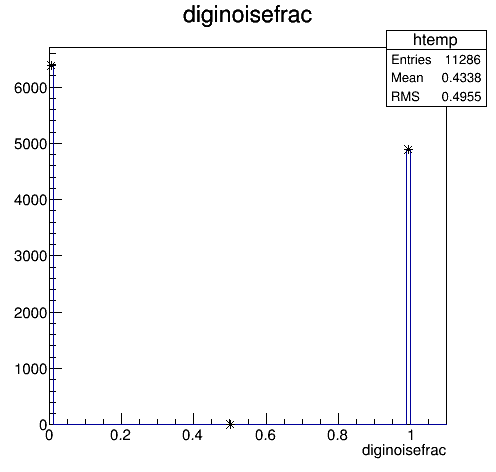 diginoisefrac
htemp
Entries 11286
Mean 0.4338
RMS 0.4955
6000
5000
4000
3000
2000
1000
0
0 0.2 0.4 0.6 0.8 1
diginoisefrac